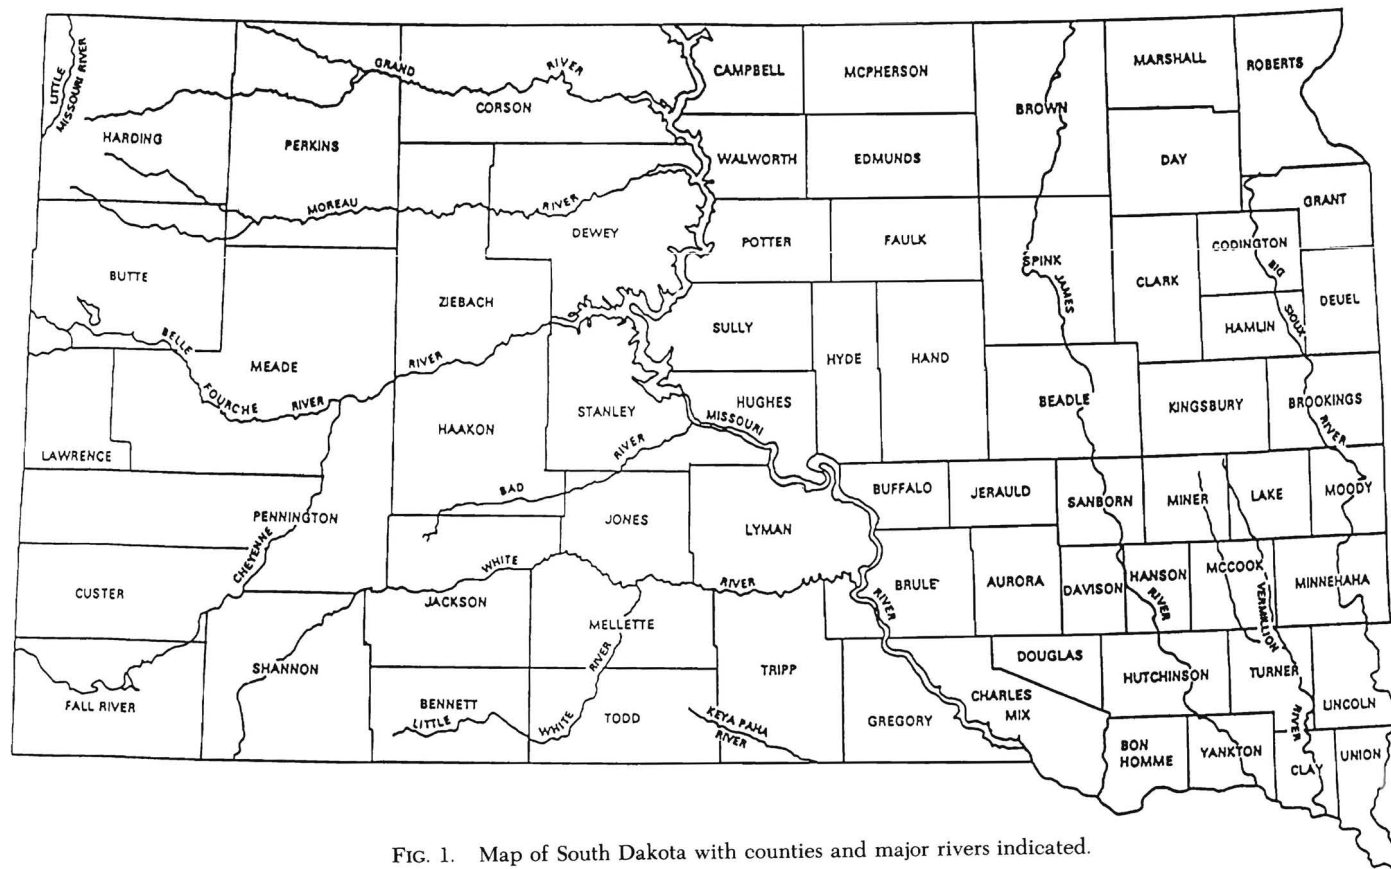 LITTLE
MISSOURI RIVER
GRAND
RIVER
CAMPBELL
MCPHERSON
MARSHALL
ROBERTS
BROWN
CORSON
HARDING
PERKINS
WALWORTH
EDMUNDS
DAY
MOREAU
RIVER
GRANT
DEWEY
POTTER
FAULK
CODINGTON
BUTTE
SPINK
JAMES
CLARK
BIG
SIOUX
ZIEBACH
DEUEL
SULLY
HAMLIN
BELLE
FOURCHE
RIVER
RIVER
MEADE
HYDE
HAND
HUGHES
STANLEY
MISSOURI
BEADLE
KINGSBURY
BROOKINGS
RIVER
HAAKON
RIVER
LAWRENCE
BAD
BUFFALO
JERAULD
SANBORN
MINER
LAKE
MOODY
PENNINGTON
JONES
LYMAN
CHEYENNE
WHITE
RIVER
CUSTER
JACKSON
BRULE
RIVER
AURORA
DAVISON
HANSON
RIVER
MCCOOK
VERMILLION
MINNEHAHA
MELLETTE
RIVER
SHANNON
TRIPP
DOUGLAS
HUTCHINSON
TURNER
FALL RIVER
BENNETT
LITTLE
WHITE
TODD
KEYA PAHA
RIVER
GREGORY
CHARLES
MIX
LINCOLN
RIVER
BON
HOMME
YANKTON
CLAY
UNION
FIG. 1. Map of South Dakota with counties and major rivers indicated.